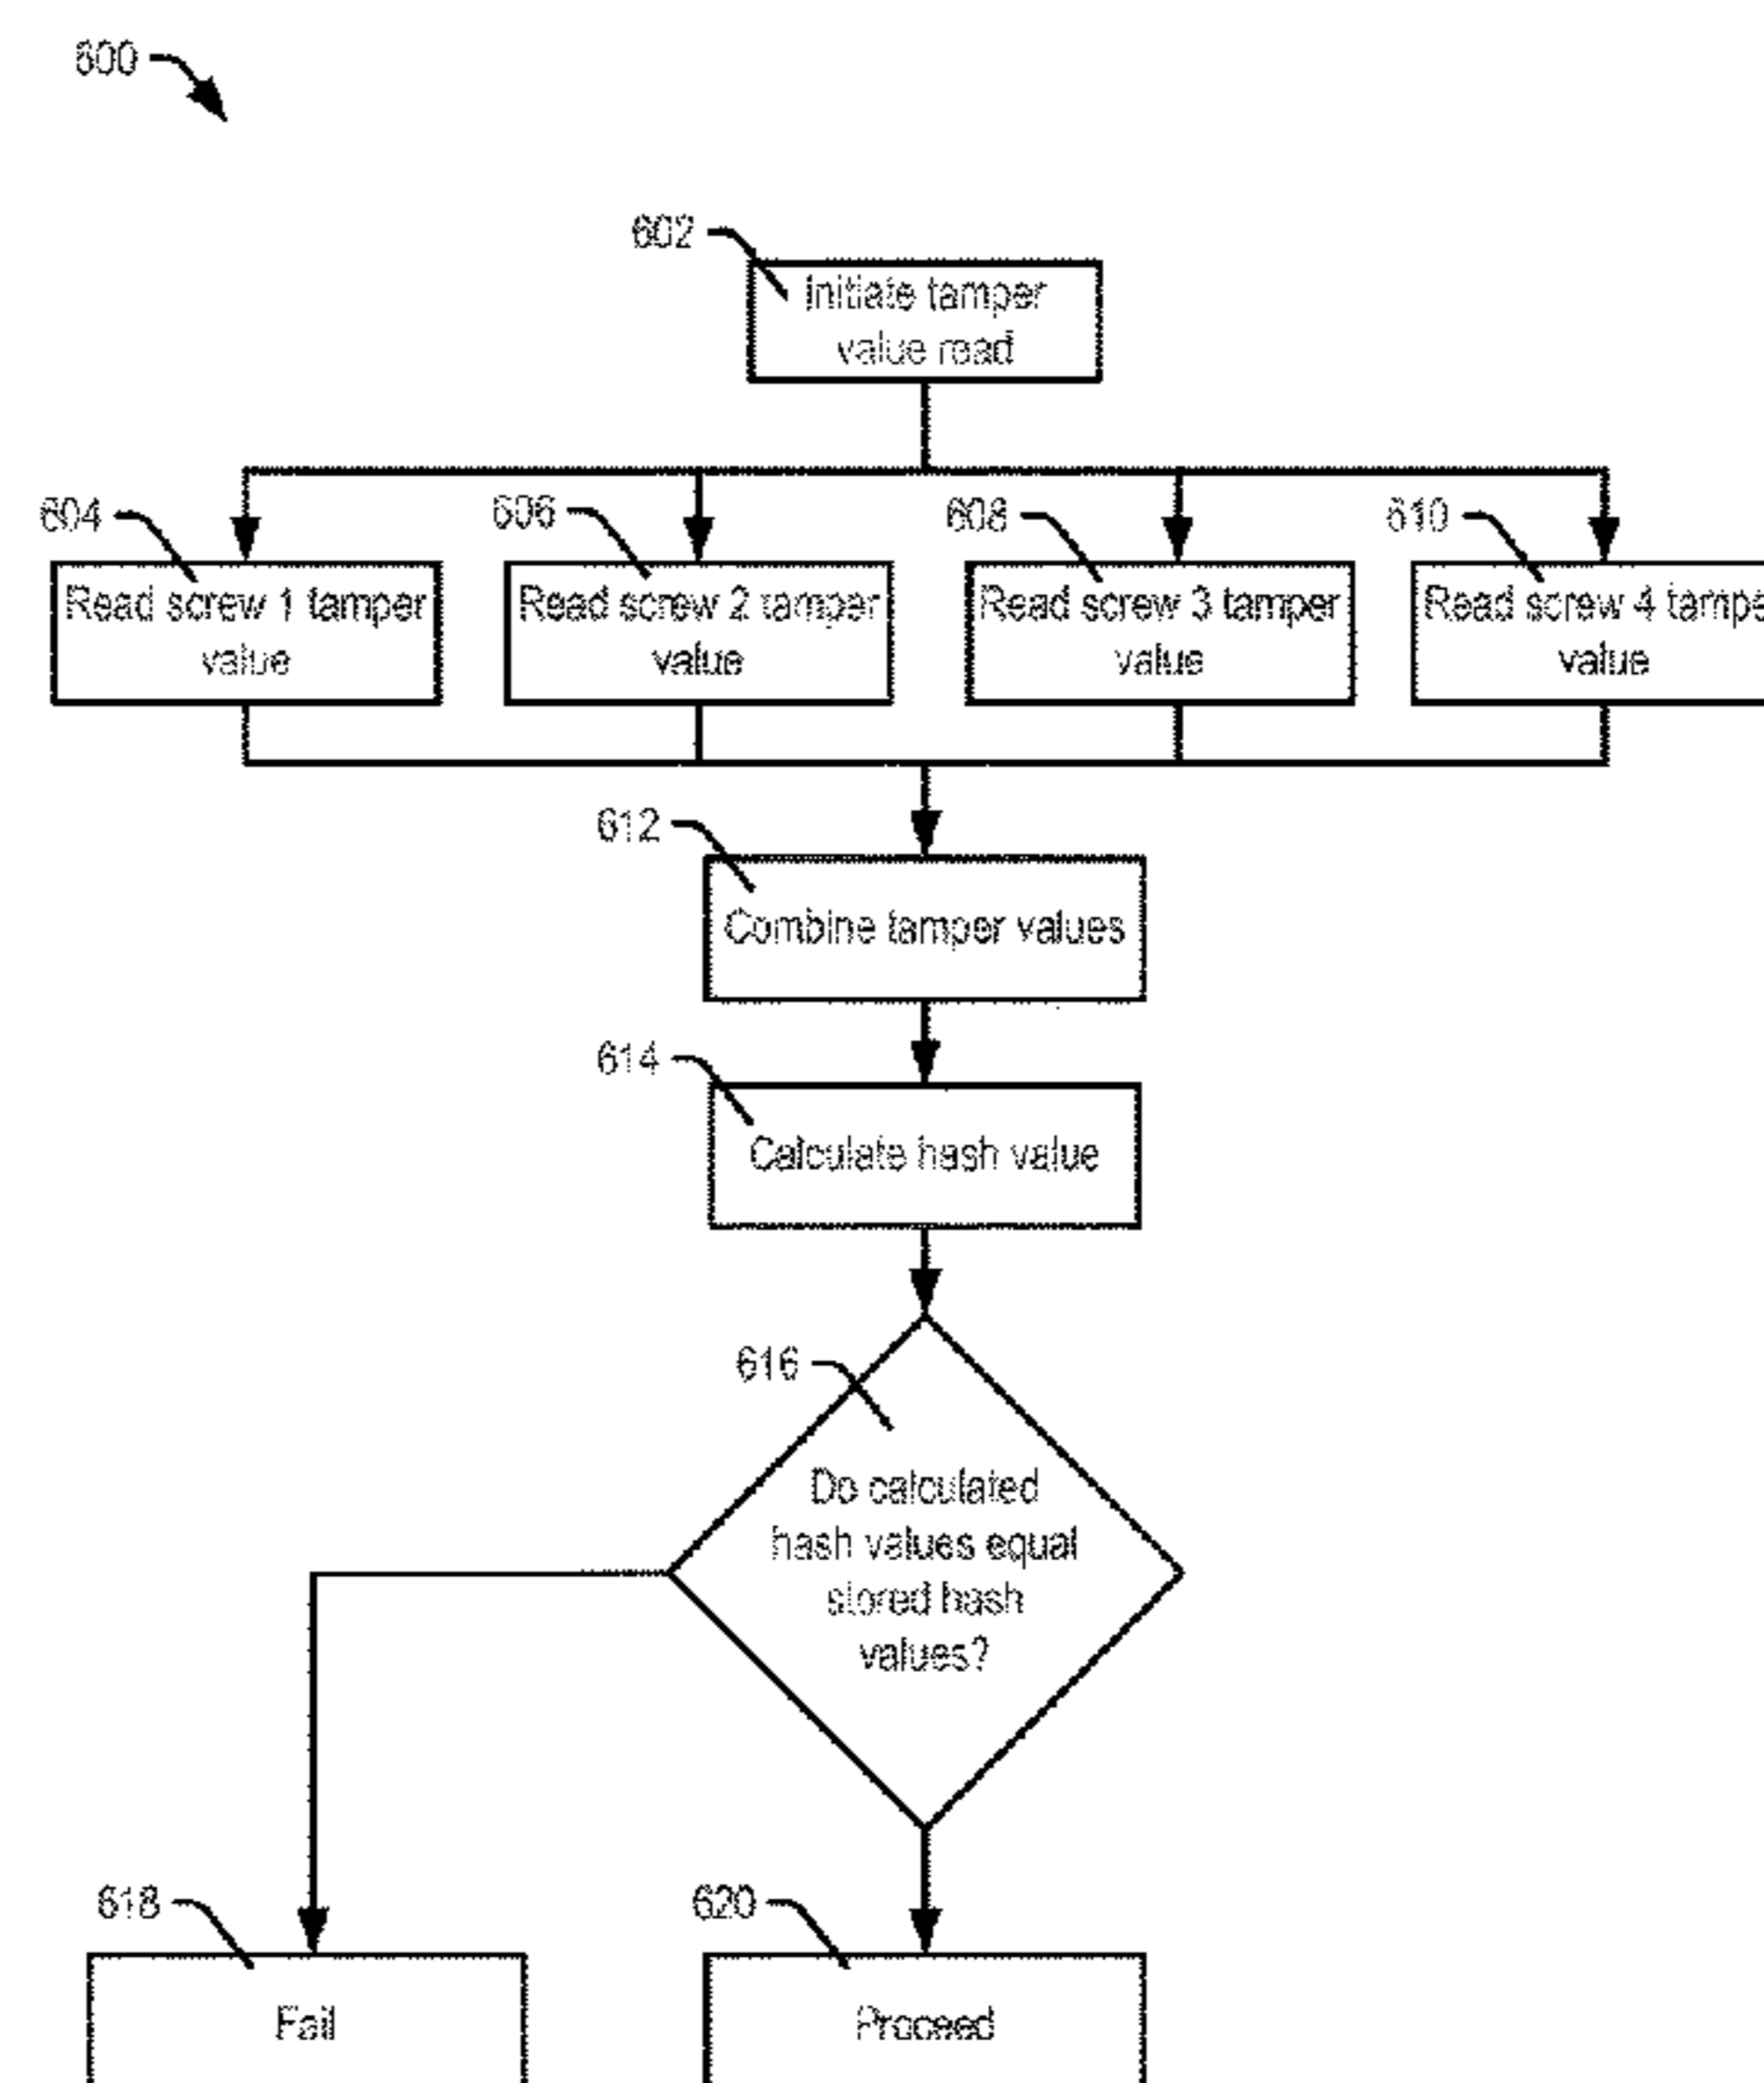 600
602
Initiate tamper
value read
604
606
608
610
Read screw 1 tamper
value
Read screw 2 tamper
value
Read screw 3 tamper
value
Read screw 4 tampe
value
612
Combine tamper values
614
Calculate hash value
616
Do calculated
hash values equal
stored hash
values?
618
620
Fail
Proceed